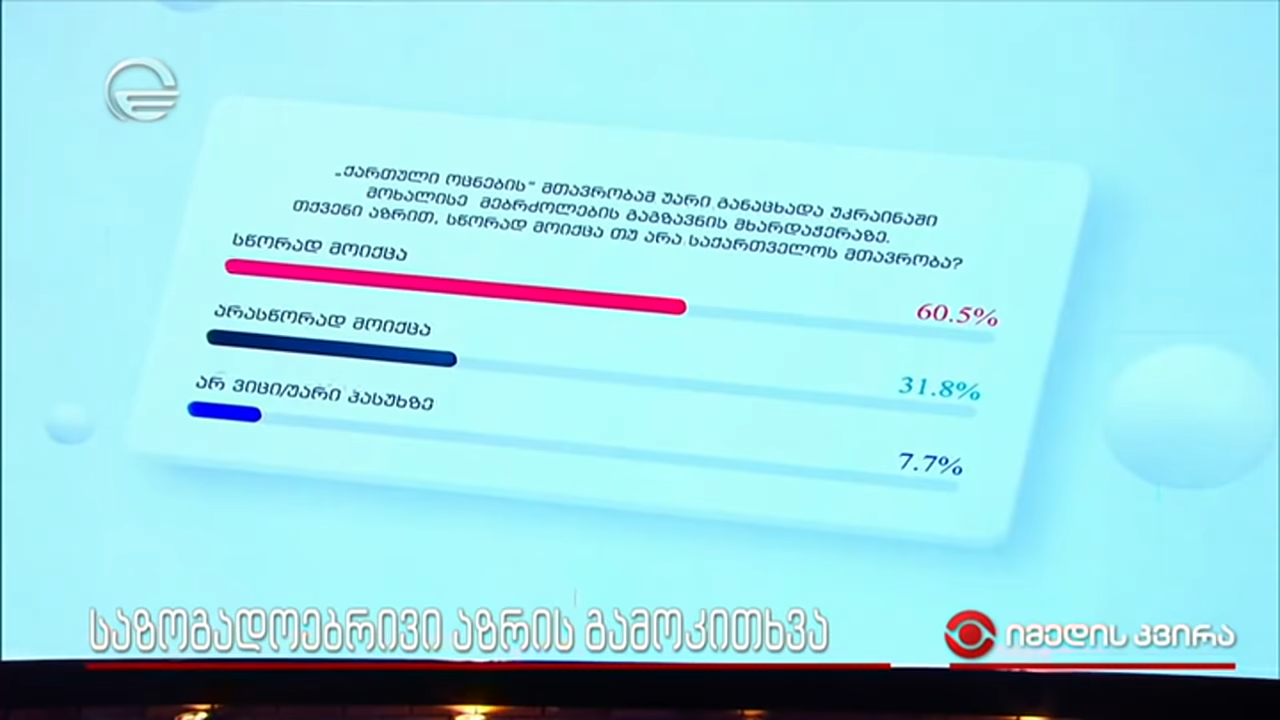 „ქართული ოცნების“ მთავრობამ უარი განაცხადა უკრაინაში
მოხალისე მებრძოლების გაგზავნის მხარდაჭერაზე.
თქვენი აზრით, სწორად მოიქცა თუ არა საქართველოს მთავრობა?
სწორად მოიქცა
60.5%
არასწორად მოიქცა
31.8%
არ ვიცი/უარი პასუხზე
7.7%
საზოგადოებრივი აზრის გამოკითხვა
იმედის კვირა